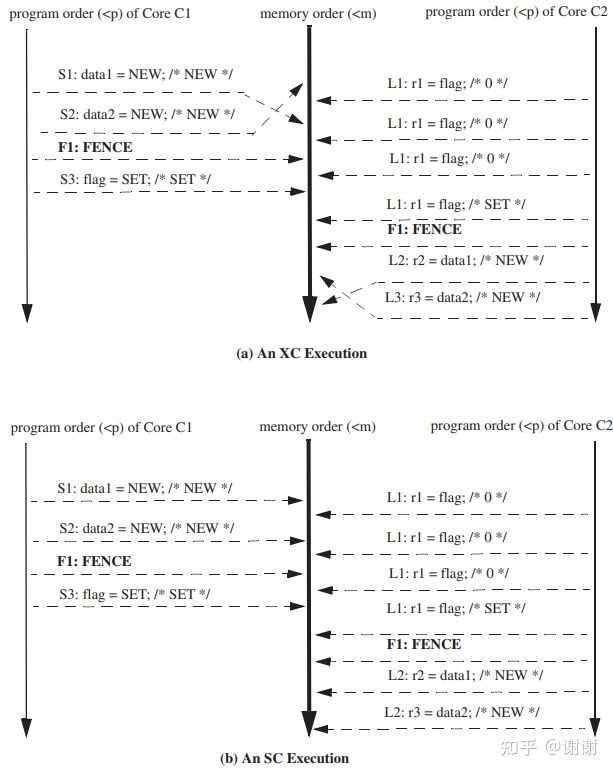 program order (<p) of Core C1 memory order (<m) program order (<p) of Core C2
S1: data1 = NEW; /* NEW */
L1: r1 = flag; /* 0 */
S2: data2 = NEW; /* NEW */
L1: r1 = flag; /* 0 */
F1: FENCE
L1: r1 = flag; /* 0 */
S3: flag = SET; /* SET */
L1: r1 = flag; /* SET */
F1: FENCE
L2: r2 = data1; /* NEW */
L3: r3 = data2; /* NEW */
(a) An XC Execution
program order (<p) of Core C1 memory order (<m) program order (<p) of Core C2
S1: data1 = NEW; /* NEW */
L1: r1 = flag; /* 0 */
S2: data2 = NEW; /* NEW */
L1: r1 = flag; /* 0 */
F1: FENCE
L1: r1 = flag; /* 0 */
S3: flag = SET; /* SET */
L1: r1 = flag; /* SET */
F1: FENCE
L2: r2 = data1; /* NEW */
L2: r3 = data2; /* NEW */
(b) An SC Execution
知乎 @谢谢